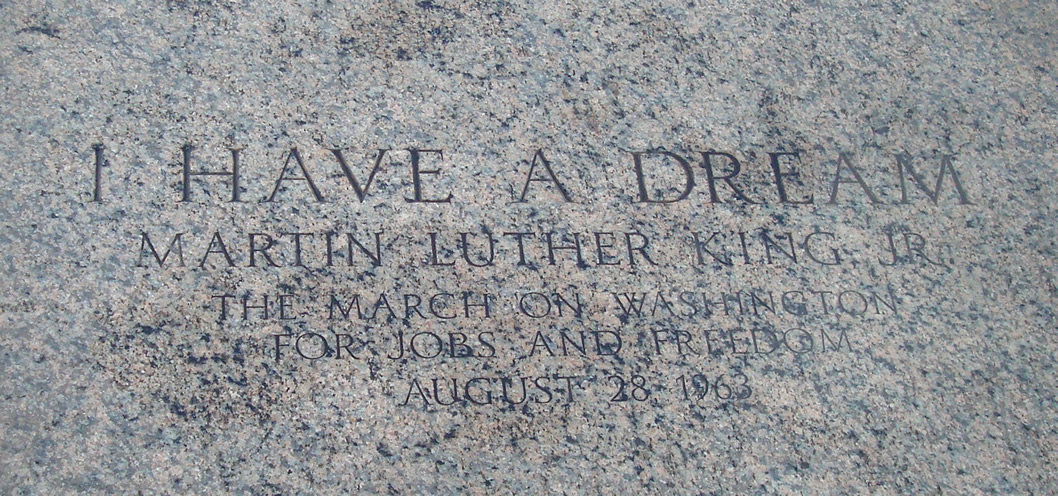 I HAVE A DREAM
MARTIN LUTHER KING JR
THE MARCH ON WASHINGTON
FOR JOBS AND FREEDOM
AUGUST 28 1963